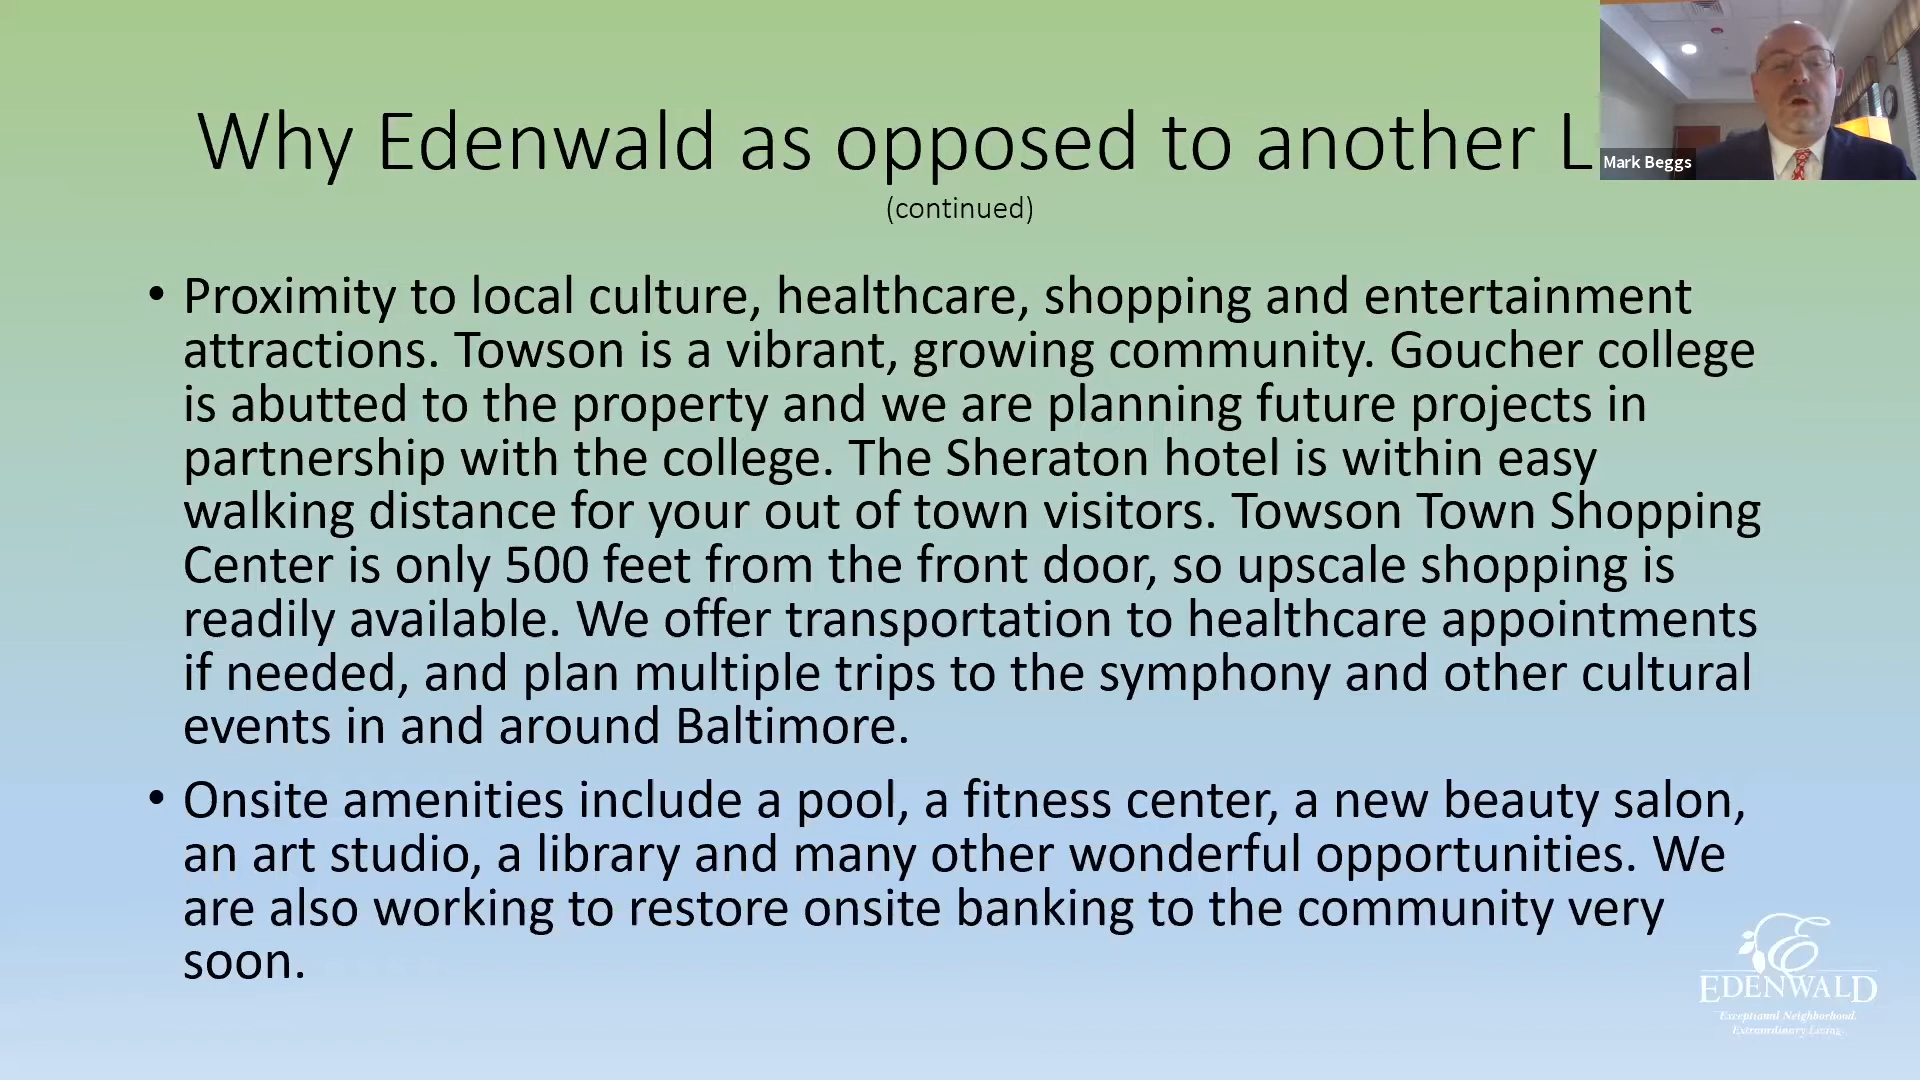 Why Edenwald as opposed to another L
Mark Beggs
(continued)
• Proximity to local culture, healthcare, shopping and entertainment
attractions. Towson is a vibrant, growing community. Goucher college
is abutted to the property and we are planning future projects in
partnership with the college. The Sheraton hotel is within easy
walking distance for your out of town visitors. Towson Town Shopping
Center is only 500 feet from the front door, so upscale shopping is
readily available. We offer transportation to healthcare appointments
if needed, and plan multiple trips to the symphony and other cultural
events in and around Baltimore.
• Onsite amenities include a pool, a fitness center, a new beauty salon,
an art studio, a library and many other wonderful opportunities. We
are also working to restore onsite banking to the community very
soon.
E
EDENWALD
Exceptional Neighborhood.
Extraordinary Living.